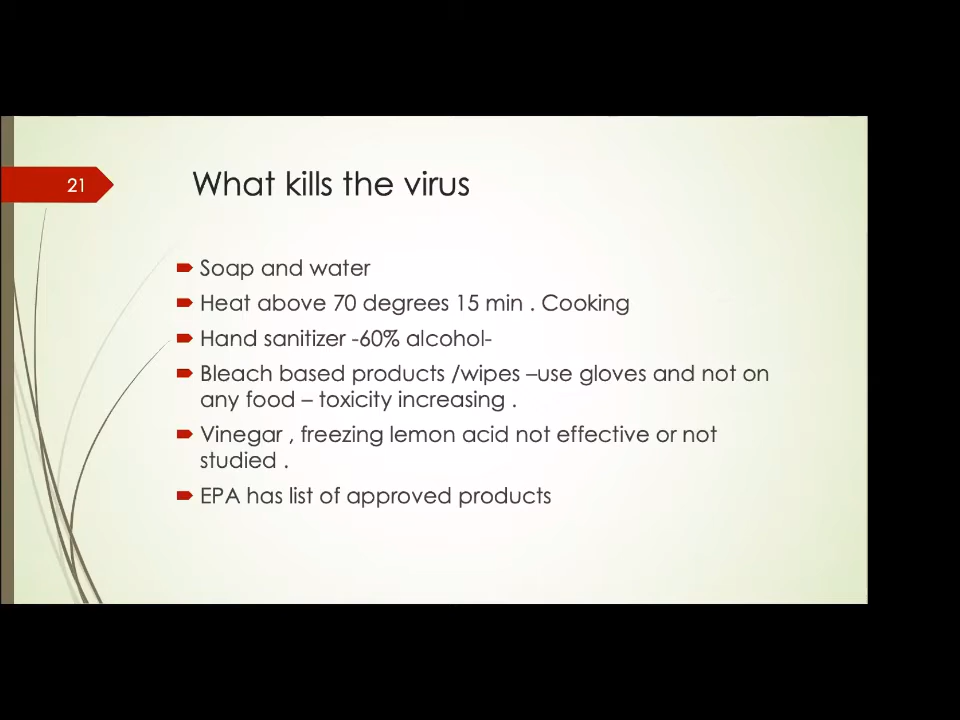 21
What kills the virus
Soap and water
Heat above 70 degrees 15 min . Cooking
Hand sanitizer -60% alcohol-
Bleach based products /wipes –use gloves and not on
any food – toxicity increasing .
Vinegar , freezing lemon acid not effective or not
studied .
EPA has list of approved products